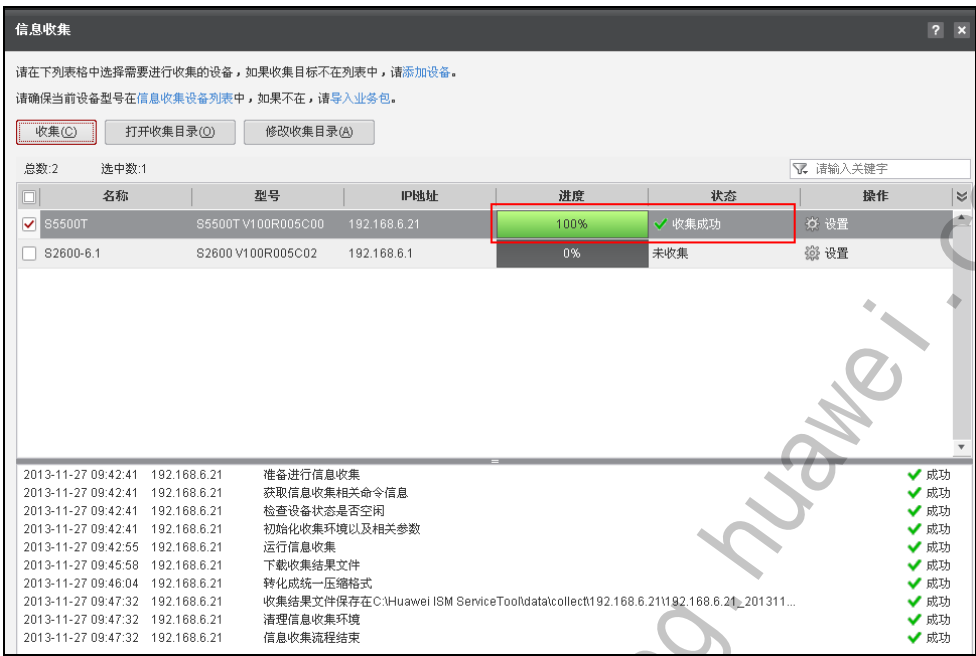 信息收集
? ×
请在下列表格中选择需要进行收集的设备，如果收集目标不在列表中，请添加设备。
请确保当前设备型号在信息收集设备列表中，如果不在，请导入业务包。
收集(C) 打开收集目录(O) 修改收集目录(A)
总数:2 选中数:1 请输入关键字
名称 型号 IP地址 进度 状态 操作
S5500T S5500T V100R005C00 192.168.6.21 100% 收集成功 设置
S2600-6.1 S2600 V100R005C02 192.168.6.1 0% 未收集 设置
2013-11-27 09:42:41 192.168.6.21 准备进行信息收集 成功
2013-11-27 09:42:41 192.168.6.21 获取信息收集相关命令信息 成功
2013-11-27 09:42:41 192.168.6.21 检查设备状态是否空闲 成功
2013-11-27 09:42:41 192.168.6.21 初始化收集环境以及相关参数 成功
2013-11-27 09:42:55 192.168.6.21 运行信息收集 成功
2013-11-27 09:45:58 192.168.6.21 下载收集结果文件 成功
2013-11-27 09:46:04 192.168.6.21 转化成统一压缩格式 成功
2013-11-27 09:47:32 192.168.6.21 收集结果文件保存在C:\Huawei ISM ServiceTool\data\collect\192.168.6.21\192.168.6.21_201311... 成功
2013-11-27 09:47:32 192.168.6.21 清理信息收集环境 成功
2013-11-27 09:47:32 192.168.6.21 信息收集流程结束 成功
ng.huawei.c